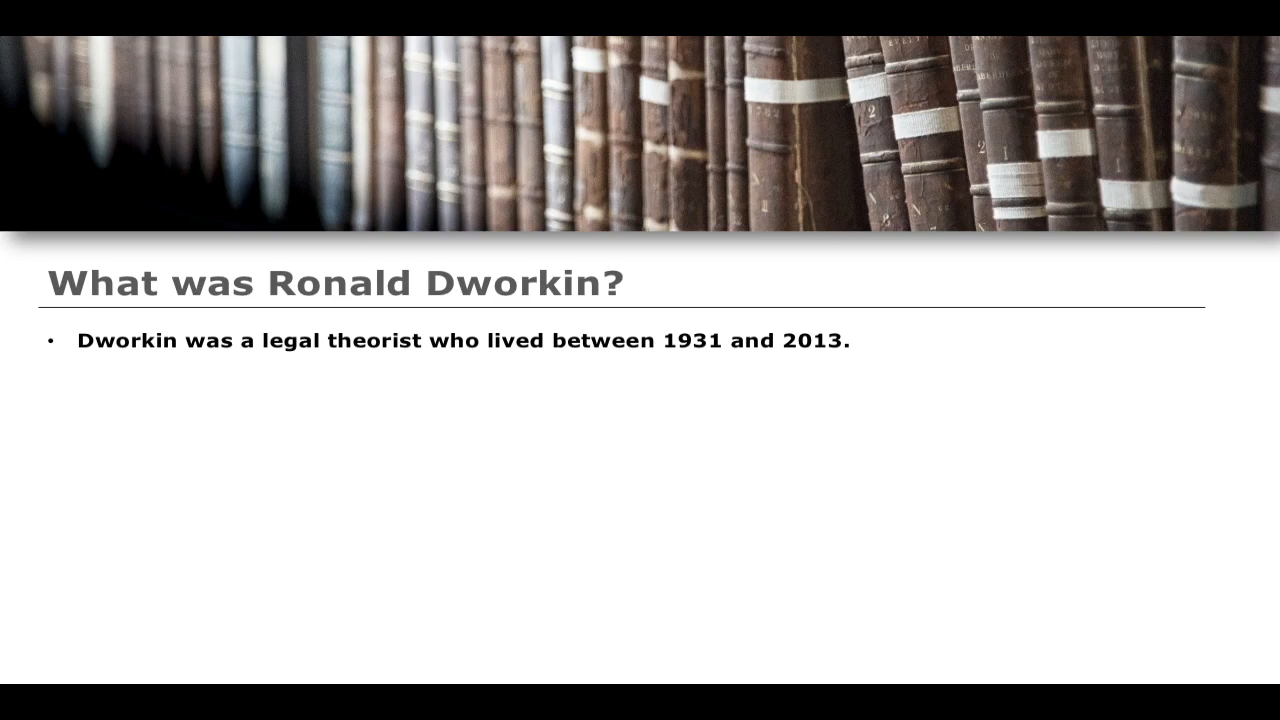 What was Ronald Dworkin?
• Dworkin was a legal theorist who lived between 1931 and 2013.